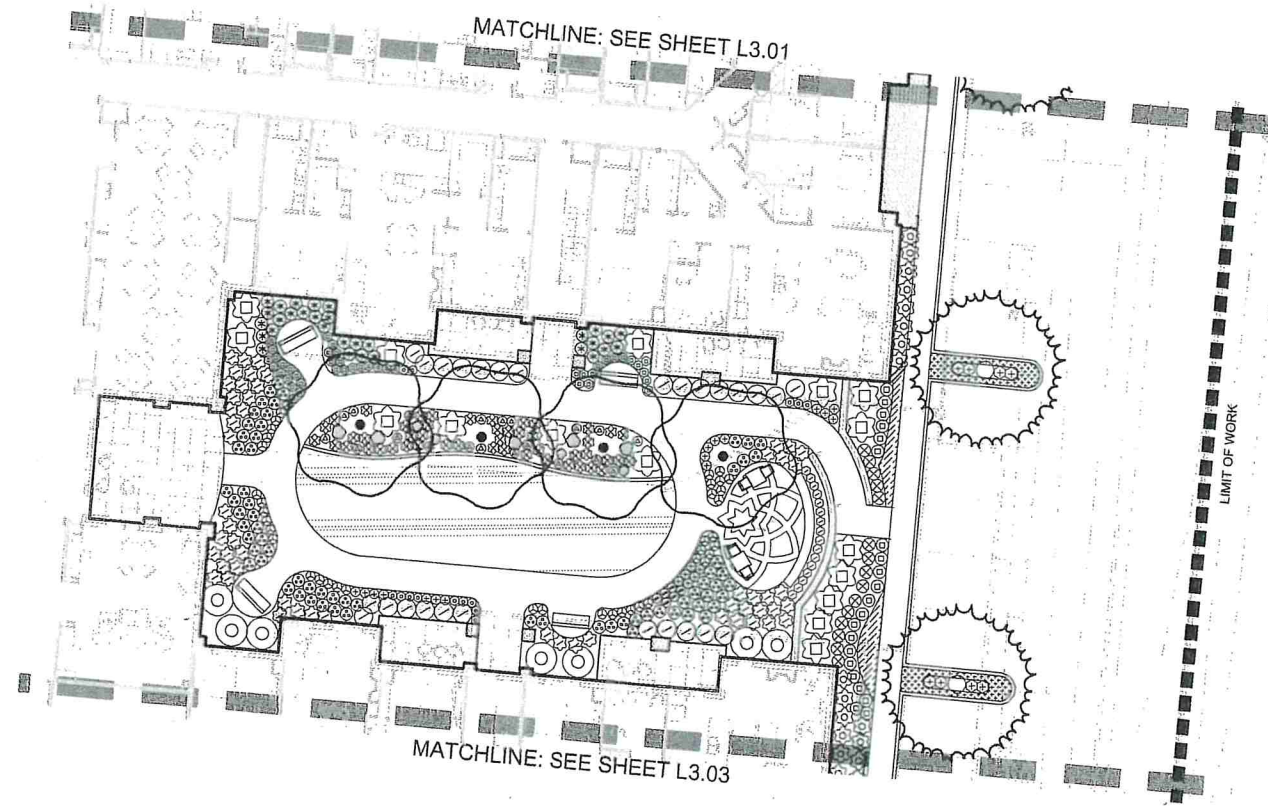 MATCHLINE: SEE SHEET L3.01
LIMIT OF WORK
MATCHLINE: SEE SHEET L3.03